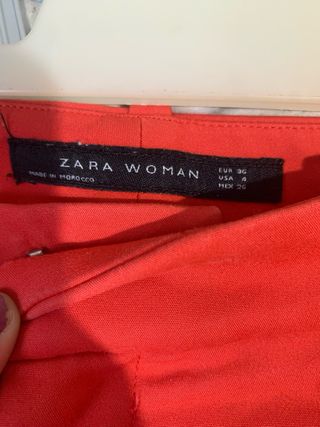 ZARA WOMAN
MADE IN MOROCCO
EUR 36
USA 4
MEX 26